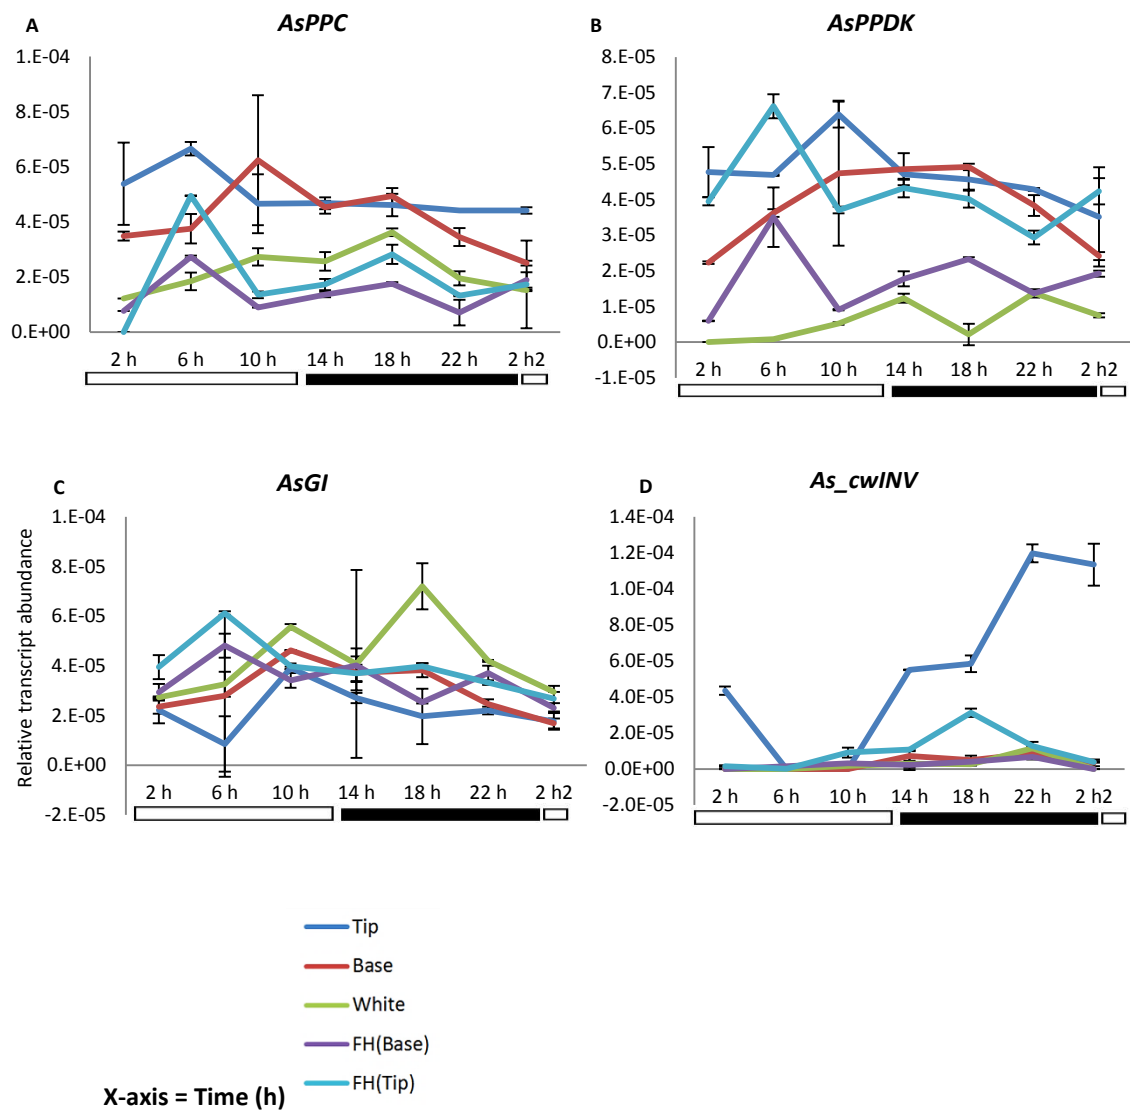 A
AsPPC
1.E-04
8.E-05
6.E-05
4.E-05
2.E-05
0.E+00
2 h 6 h 10 h 14 h 18 h 22 h 2 h2
B
AsPPDK
8.E-05
7.E-05
6.E-05
5.E-05
4.E-05
3.E-05
2.E-05
1.E-05
0.E+00
-1.E-05
2 h 6 h 10 h 14 h 18 h 22 h 2 h2
C
AsGI
Relative transcript abundance
1.E-04
8.E-05
6.E-05
4.E-05
2.E-05
0.E+00
-2.E-05
2 h 6 h 10 h 14 h 18 h 22 h 2 h2
D
As_cwINV
1.4E-04
1.2E-04
1.0E-04
8.0E-05
6.0E-05
4.0E-05
2.0E-05
0.0E+00
-2.0E-05
2 h 6 h 10 h 14 h 18 h 22 h 2 h2
Tip
Base
White
FH(Base)
FH(Tip)
X-axis = Time (h)